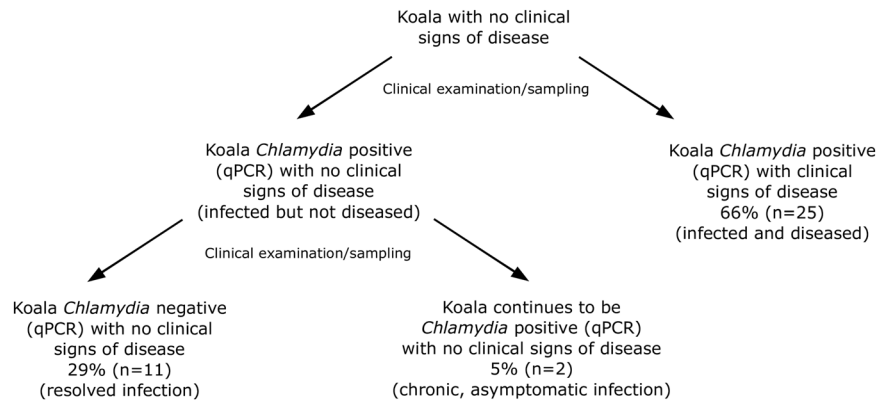 Koala with no clinical
signs of disease
Clinical examination/sampling
Koala Chlamydia positive
(qPCR) with no clinical
signs of disease
(infected but not diseased)
Koala Chlamydia positive
(qPCR) with clinical
signs of disease
66% (n=25)
(infected and diseased)
Clinical examination/sampling
Koala Chlamydia negative
(qPCR) with no clinical
signs of disease
29% (n=11)
(resolved infection)
Koala continues to be
Chlamydia positive (qPCR)
with no clinical signs of disease
5% (n=2)
(chronic, asymptomatic infection)